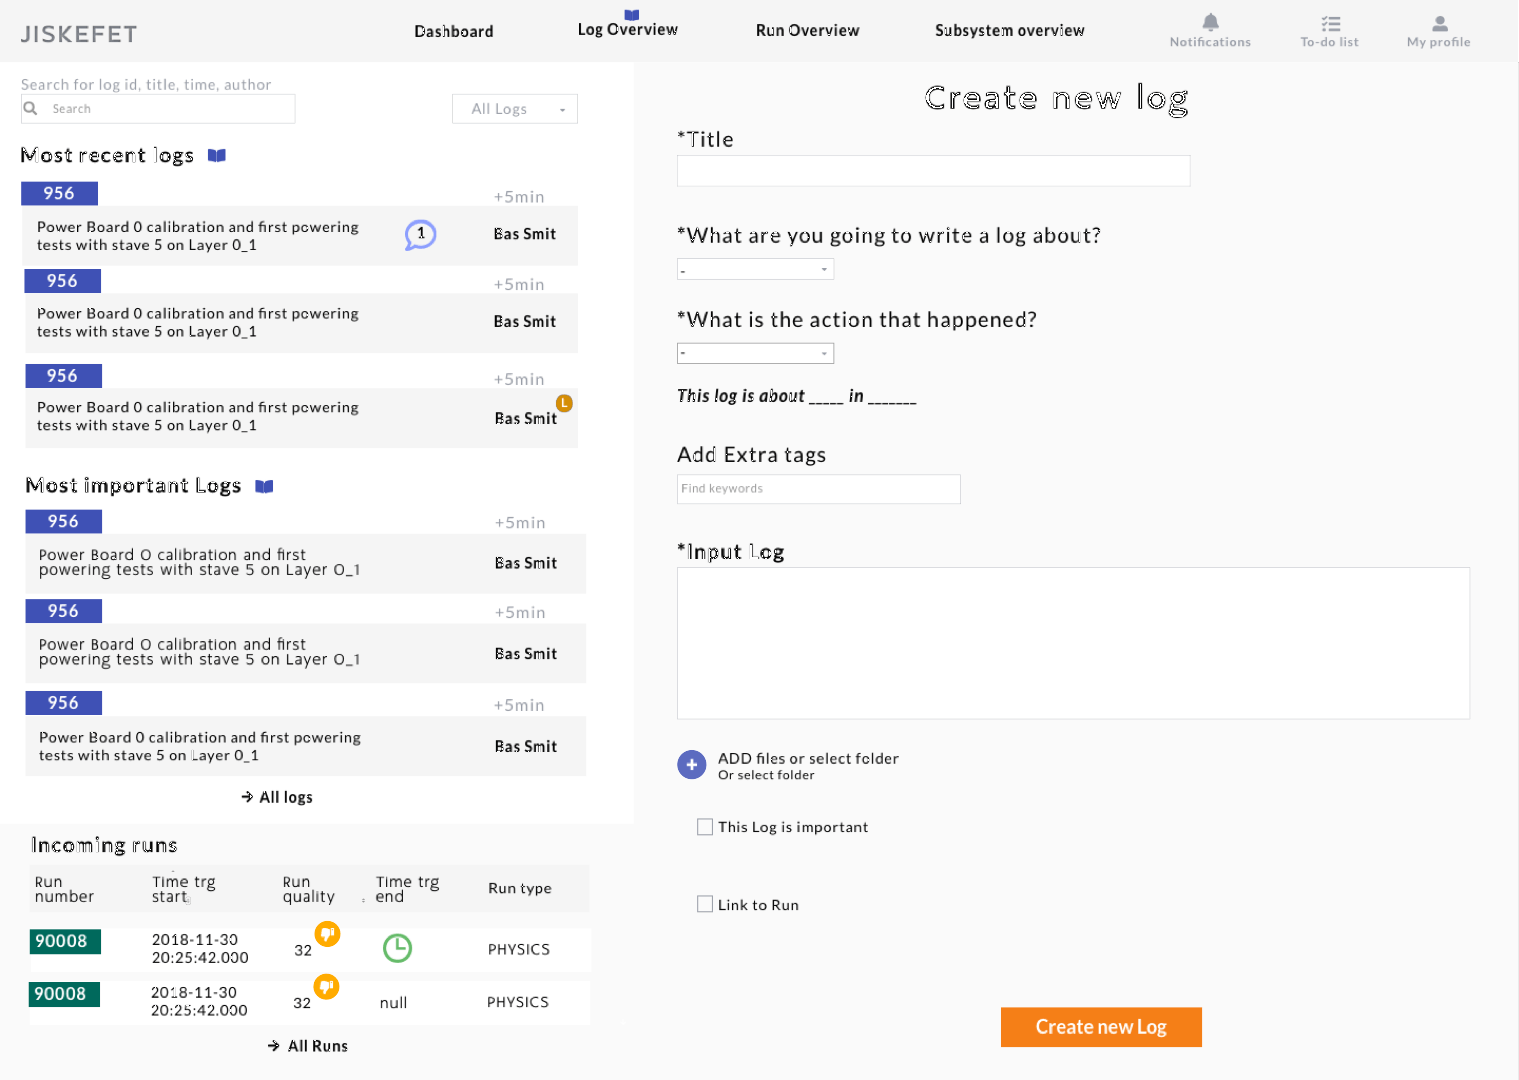 JISKEFET
Dashboard
Log Overview
Run Overview
Subsystem overview
Notifications
To-do list
My profile
Search for log id, title, time, author
Search
All Logs
Most recent logs
956
+5min
Power Board 0 calibration and first powering
tests with stave 5 on Layer 0_1
1
Bas Smit
956
+5min
Power Board 0 calibration and first powering
tests with stave 5 on Layer 0_1
Bas Smit
956
+5min
Power Board 0 calibration and first powering
tests with stave 5 on Layer 0_1
Bas Smit
L
Most important Logs
956
+5min
Power Board O calibration and first
powering tests with stave 5 on Layer O_1
Bas Smit
956
+5min
Power Board O calibration and first
powering tests with stave 5 on Layer O_1
Bas Smit
956
+5min
Power Board 0 calibration and first powering
tests with stave 5 on Layer 0_1
Bas Smit
→ All logs
Incoming runs
Run
number
Time trg
start
Run
quality
Time trg
end
Run type
90008
2018-11-30
20:25:42.000
32
PHYSICS
90008
2018-11-30
20:25:42.000
32
null
PHYSICS
→ All Runs
Create new log
*Title
*What are you going to write a log about?
-
*What is the action that happened?
-
This log is about _____ in _______
Add Extra tags
Find keywords
*Input Log
+
ADD files or select folder
Or select folder
This Log is important
Link to Run
Create new Log